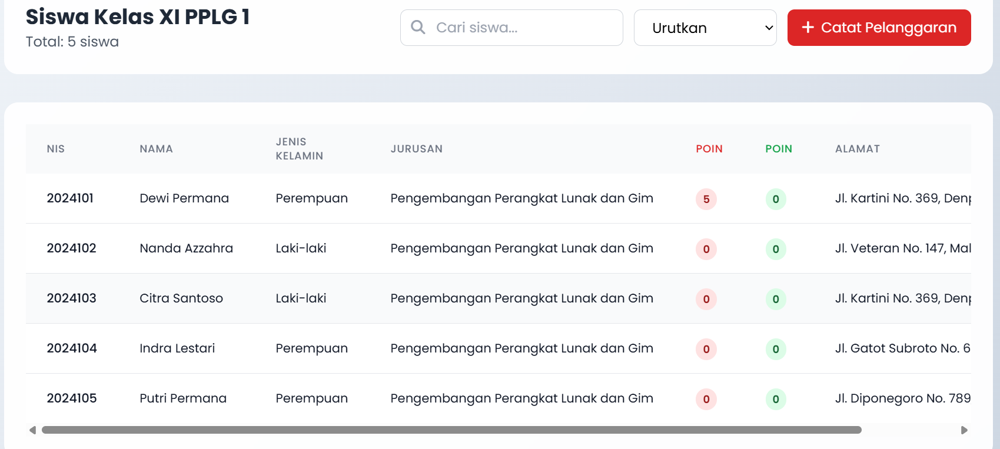 Siswa Kelas XI PPLG 1
Total: 5 siswa
Cari siswa...
Urutkan
+ Catat Pelanggaran
NIS NAMA JENIS KELAMIN JURUSAN POIN POIN ALAMAT
2024101 Dewi Permana Perempuan Pengembangan Perangkat Lunak dan Gim 5 0 Jl. Kartini No. 369, Denp
2024102 Nanda Azzahra Laki-laki Pengembangan Perangkat Lunak dan Gim 0 0 Jl. Veteran No. 147, Mal
2024103 Citra Santoso Laki-laki Pengembangan Perangkat Lunak dan Gim 0 0 Jl. Kartini No. 369, Denp
2024104 Indra Lestari Perempuan Pengembangan Perangkat Lunak dan Gim 0 0 Jl. Gatot Subroto No. 6
2024105 Putri Permana Perempuan Pengembangan Perangkat Lunak dan Gim 0 0 Jl. Diponegoro No. 789